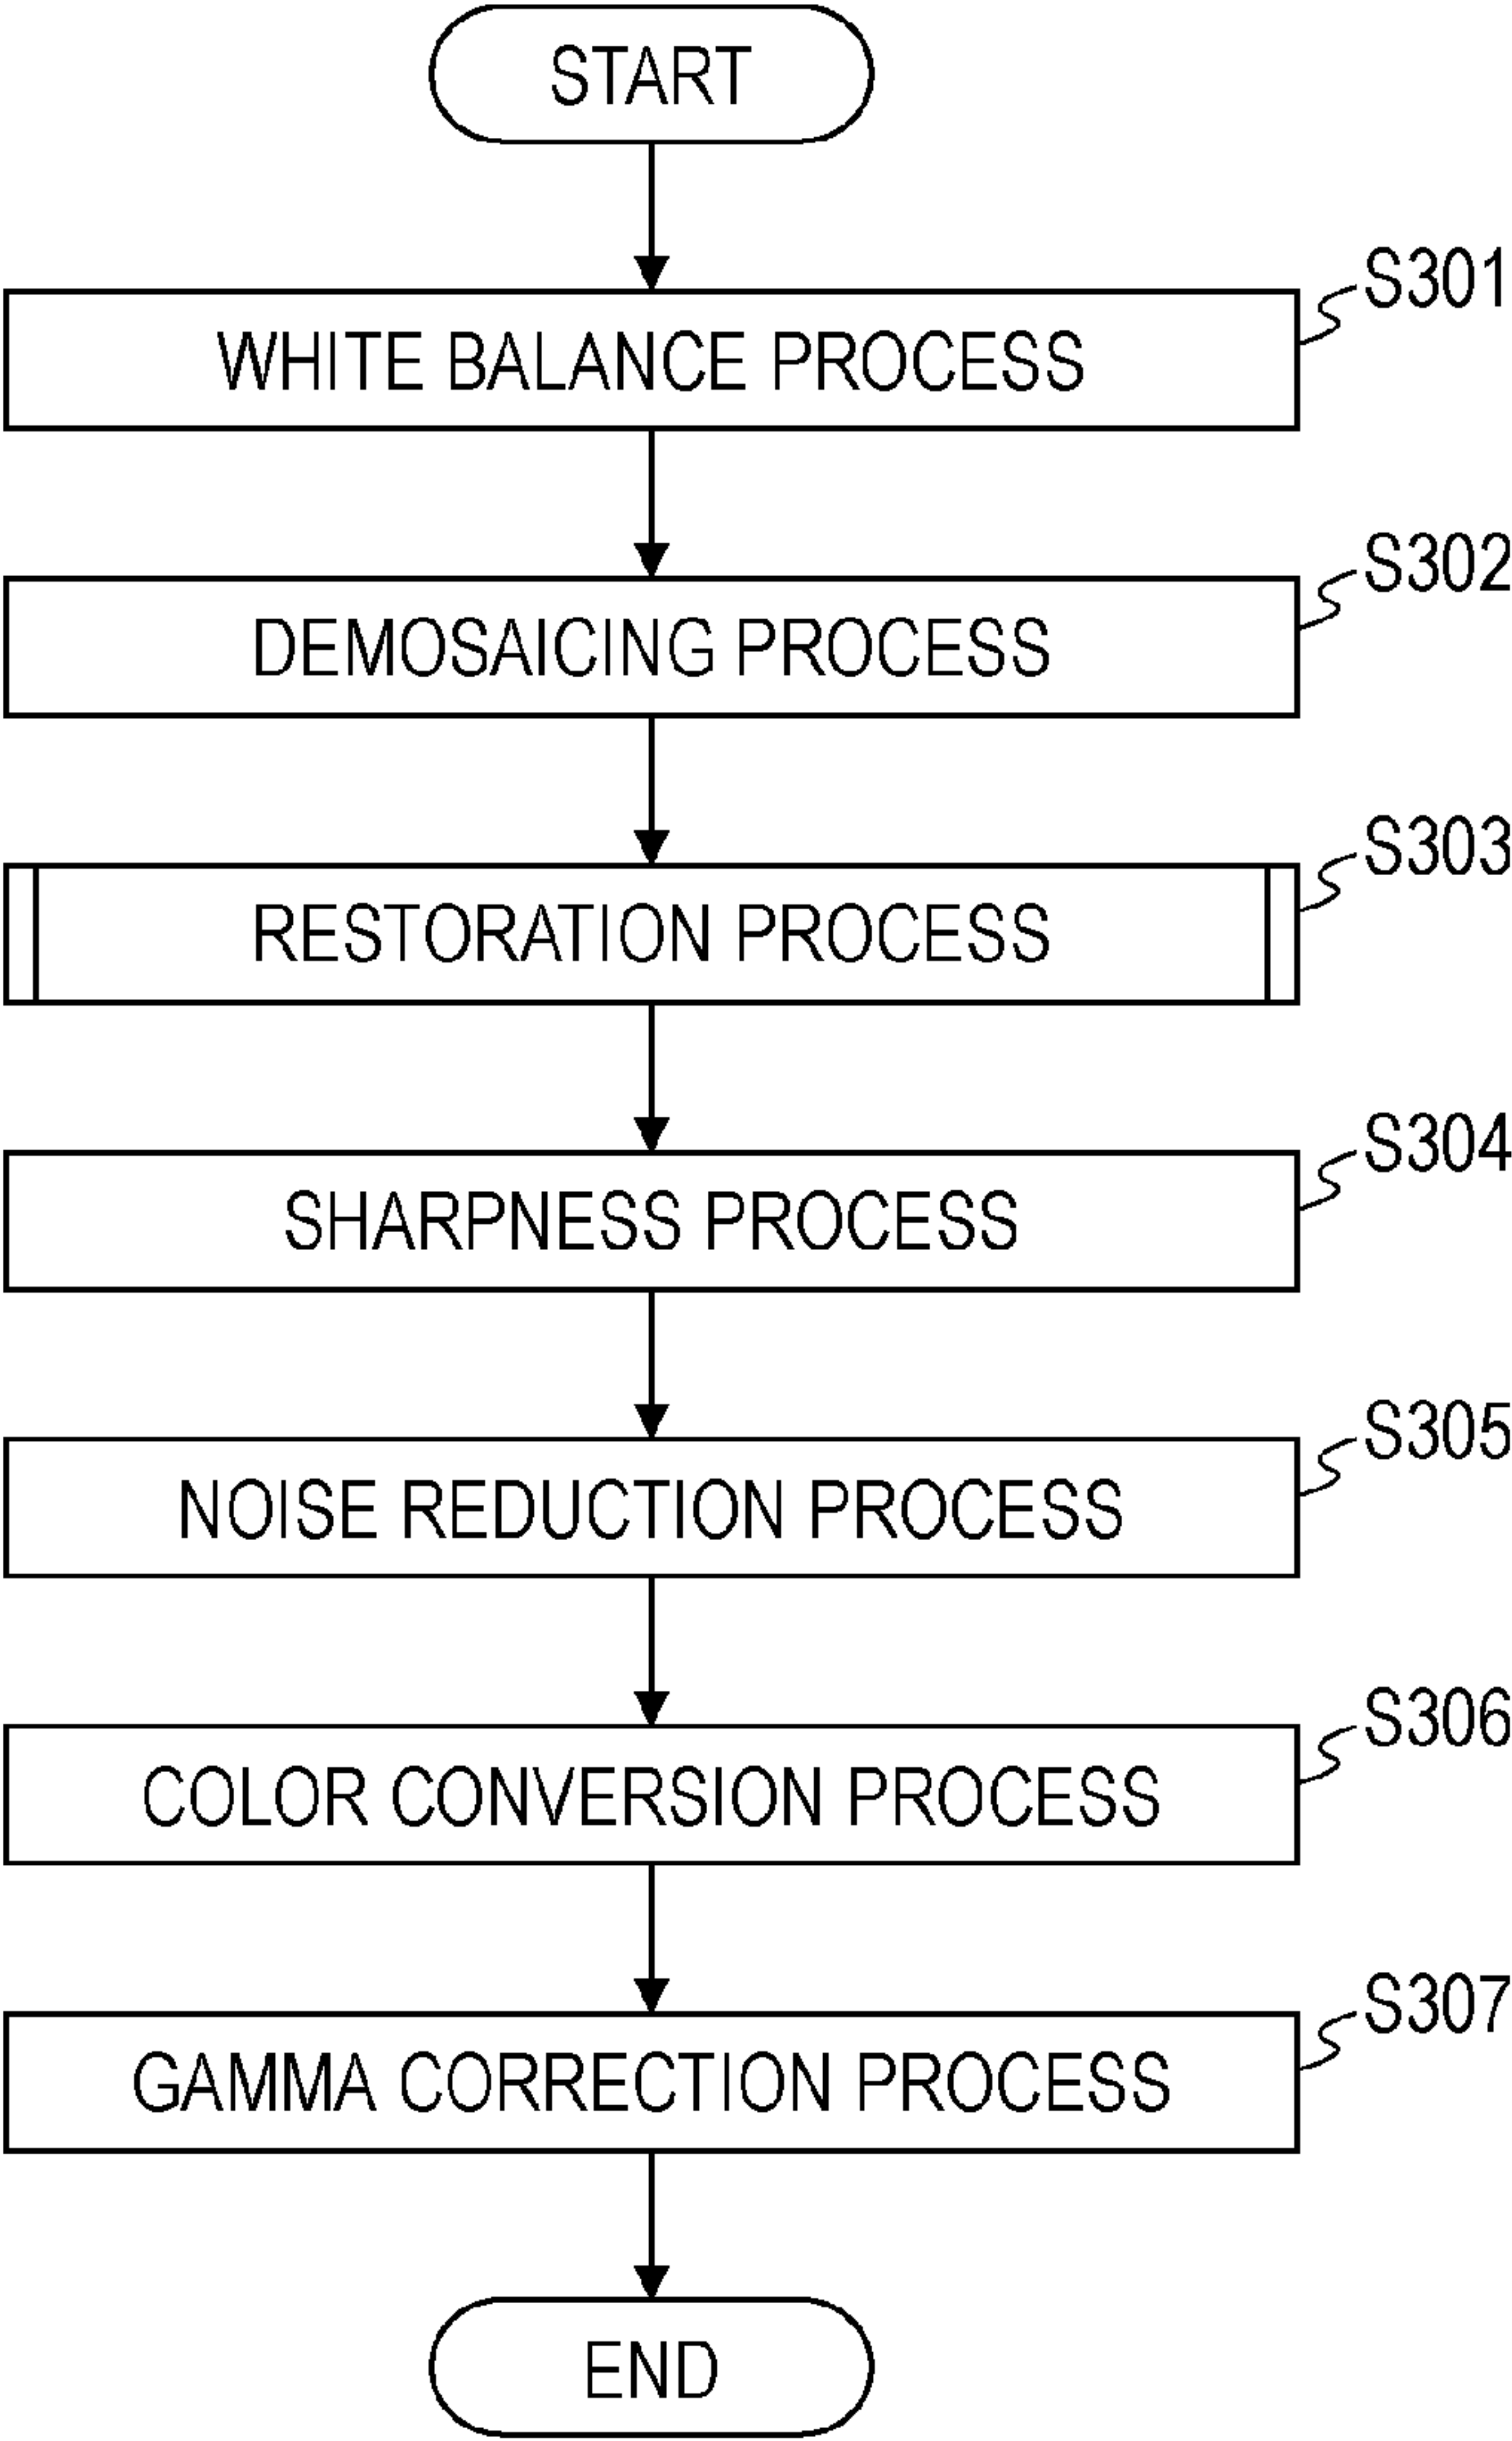 START
S301
WHITE BALANCE PROCESS
S302
DEMOSAICING PROCESS
S303
RESTORATION PROCESS
S304
SHARPNESS PROCESS
S305
NOISE REDUCTION PROCESS
S306
COLOR CONVERSION PROCESS
S307
GAMMA CORRECTION PROCESS
END